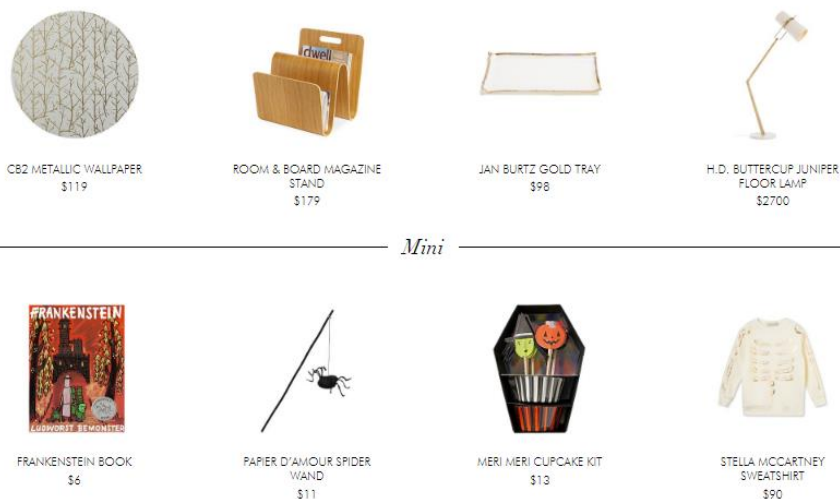 dwell
CB2 METALLIC WALLPAPER
$119
ROOM & BOARD MAGAZINE
STAND
$179
JAN BURTZ GOLD TRAY
$98
H.D. BUTTERCUP JUNIPER
FLOOR LAMP
$2700
Mini
FRANKENSTEIN
LUDWORST BEMONSTER
FRANKENSTEIN BOOK
$6
PAPIER D'AMOUR SPIDER
WAND
$11
MERI MERI CUPCAKE KIT
$13
STELLA MCCARTNEY
SWEATSHIRT
$90